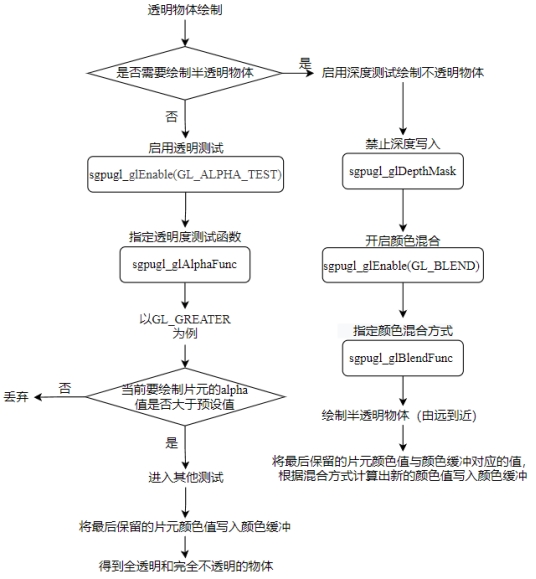 透明物体绘制
是否需要绘制半透明物体
是
启用深度测试绘制不透明物体
否
启用透明测试
sgpugl_glEnable(GL_ALPHA_TEST)
指定透明度测试函数
sgpugl_glAlphaFunc
以GL_GREATER
为例
当前要绘制片元的alpha
值是否大于预设值
否
丢弃
是
进入其他测试
将最后保留的片元颜色值写入颜色缓冲
得到全透明和完全不透明的物体
禁止深度写入
sgpugl_glDepthMask
开启颜色混合
sgpugl_glEnable(GL_BLEND)
指定颜色混合方式
sgpugl_glBlendFunc
绘制半透明物体（由远到近）
将最后保留的片元颜色值与颜色缓冲对应的值，
根据混合方式计算出新的颜色值写入颜色缓冲